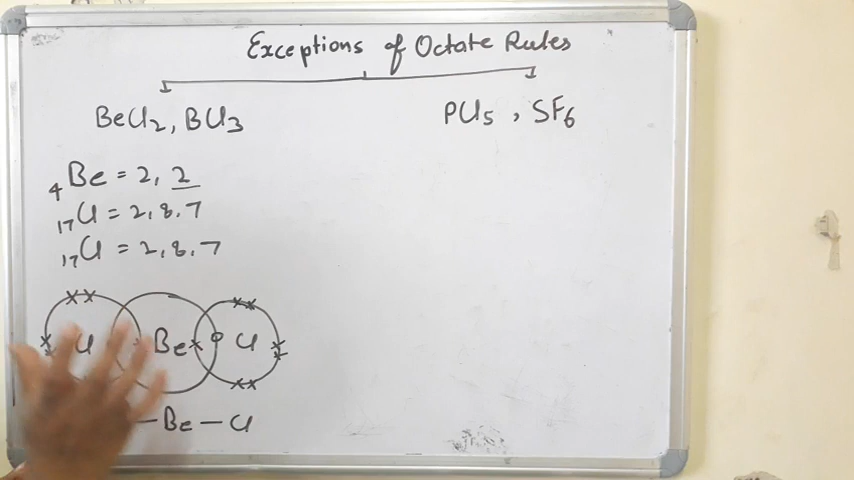 Exceptions of Octate Rules
BeCl2, BCl3
PCl5, SF6
4Be = 2, 2
17Cl = 2, 8, 7
17Cl = 2, 8, 7
Cl Be Cl
— Be — Cl